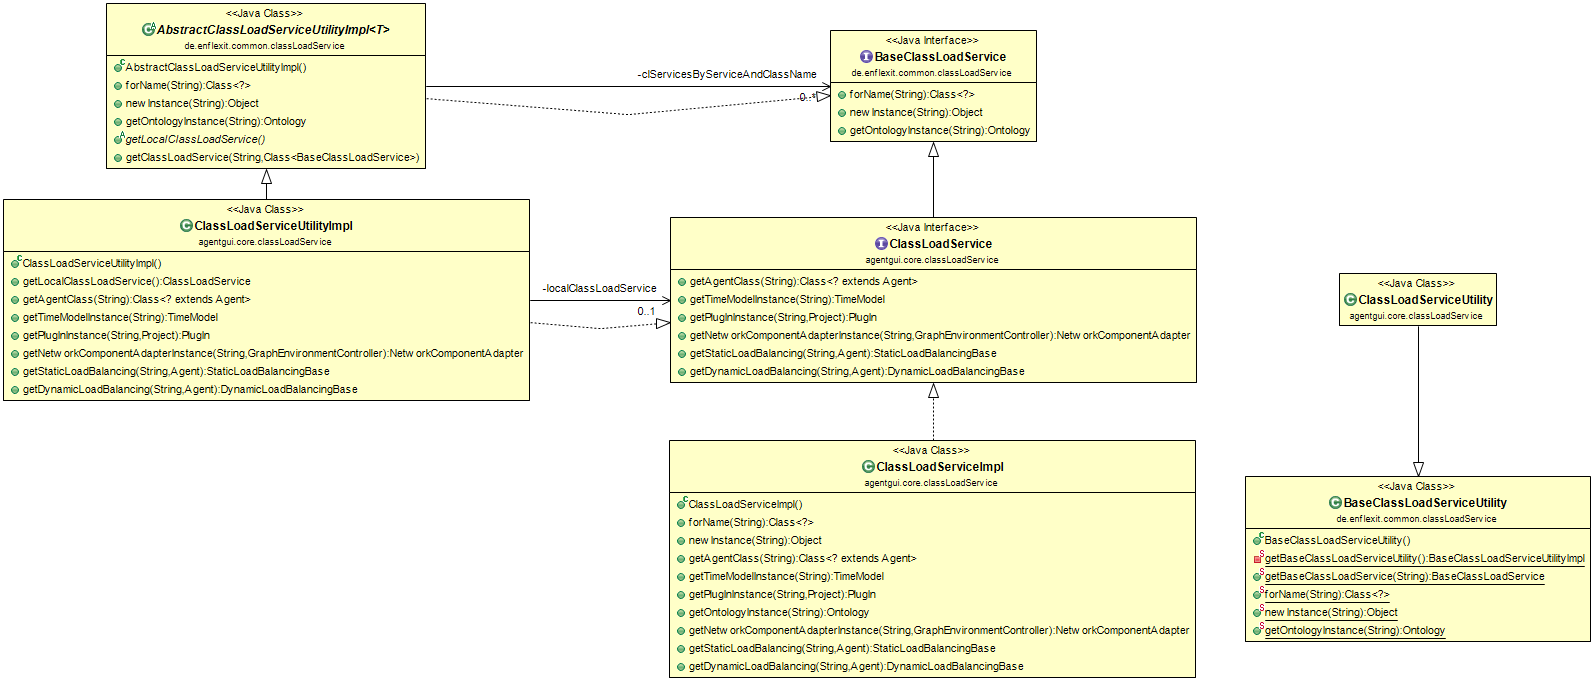 <<Java Class>>
AbstractClassLoadServiceUtilityImpl<T>
de.enflexit.common.classLoadService
AbstractClassLoadServiceUtilityImpl()
forName(String):Class<?>
newInstance(String):Object
getOntologyInstance(String):Ontology
getLocalClassLoadService()
getClassLoadService(String,Class<BaseClassLoadService>)
-clServicesByServiceAndClassName
0..*
<<Java Interface>>
BaseClassLoadService
de.enflexit.common.classLoadService
forName(String):Class<?>
newInstance(String):Object
getOntologyInstance(String):Ontology
<<Java Class>>
ClassLoadServiceUtilityImpl
agentgui.core.classLoadService
ClassLoadServiceUtilityImpl()
getLocalClassLoadService():ClassLoadService
getAgentClass(String):Class<? extends Agent>
getTimeModelInstance(String):TimeModel
getPlugInInstance(String,Project):PlugIn
getNetworkComponentAdapterInstance(String,GraphEnvironmentController):NetworkComponentAdapter
getStaticLoadBalancing(String,Agent):StaticLoadBalancingBase
getDynamicLoadBalancing(String,Agent):DynamicLoadBalancingBase
-localClassLoadService
0..1
<<Java Interface>>
ClassLoadService
agentgui.core.classLoadService
getAgentClass(String):Class<? extends Agent>
getTimeModelInstance(String):TimeModel
getPlugInInstance(String,Project):PlugIn
getNetworkComponentAdapterInstance(String,GraphEnvironmentController):NetworkComponentAdapter
getStaticLoadBalancing(String,Agent):StaticLoadBalancingBase
getDynamicLoadBalancing(String,Agent):DynamicLoadBalancingBase
<<Java Class>>
ClassLoadServiceUtility
agentgui.core.classLoadService
<<Java Class>>
ClassLoadServiceImpl
agentgui.core.classLoadService
ClassLoadServiceImpl()
forName(String):Class<?>
newInstance(String):Object
getAgentClass(String):Class<? extends Agent>
getTimeModelInstance(String):TimeModel
getPlugInInstance(String,Project):PlugIn
getOntologyInstance(String):Ontology
getNetworkComponentAdapterInstance(String,GraphEnvironmentController):NetworkComponentAdapter
getStaticLoadBalancing(String,Agent):StaticLoadBalancingBase
getDynamicLoadBalancing(String,Agent):DynamicLoadBalancingBase
<<Java Class>>
BaseClassLoadServiceUtility
de.enflexit.common.classLoadService
BaseClassLoadServiceUtility()
getBaseClassLoadServiceUtility():BaseClassLoadServiceUtilityImpl
getBaseClassLoadService(String):BaseClassLoadService
forName(String):Class<?>
newInstance(String):Object
getOntologyInstance(String):Ontology